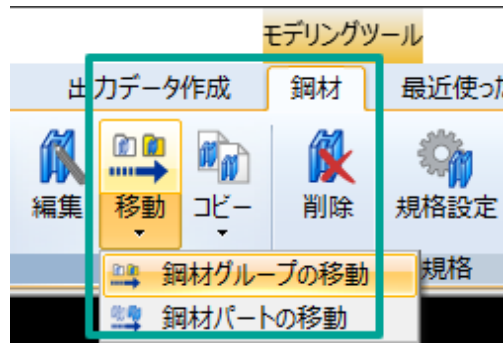 モデリングツール
出力データ作成 鋼材 最近使っ
編集 移動 コピー 削除 規格設定
鋼材グループの移動 規格
鋼材パートの移動